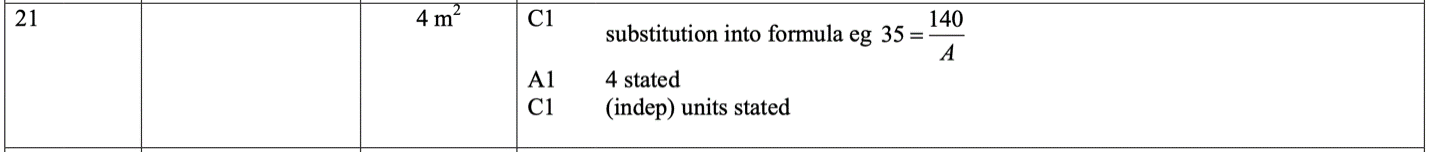 21 4 m² C1 substitution into formula eg 35 = 140/A
A1 4 stated
C1 (indep) units stated